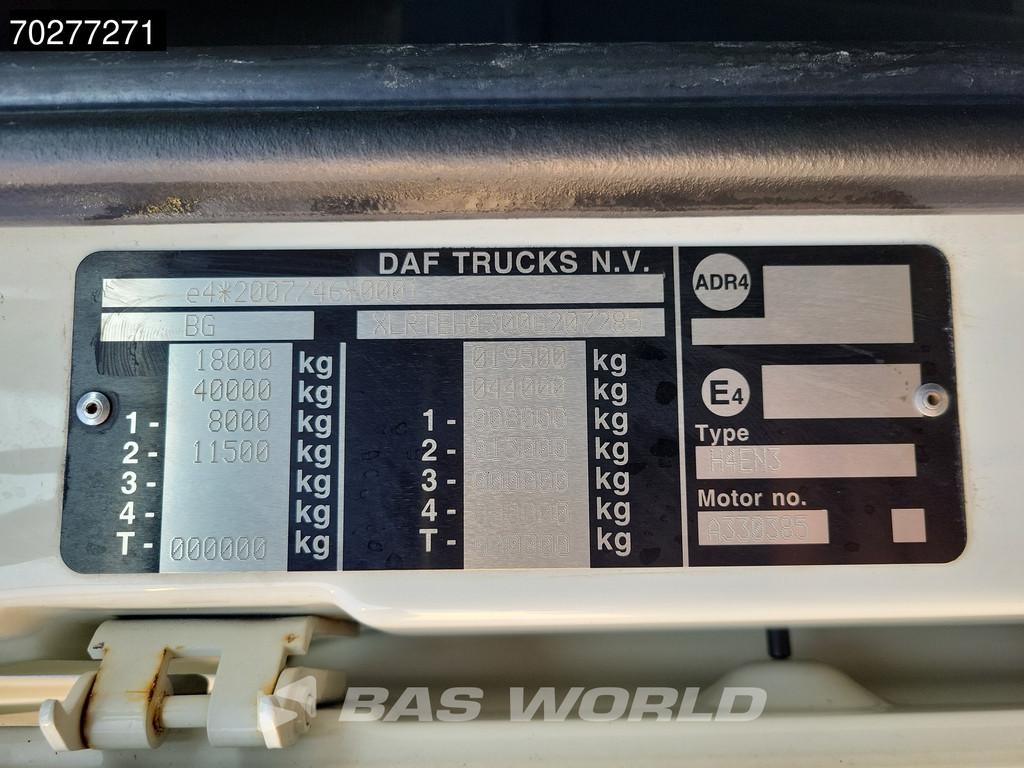 70277271
DAF TRUCKS N.V.
e4*2007/46*0001
BG XLRTEH4300G207285
18000 kg 019500 kg
40000 kg 044000 kg
1- 8000 kg 1- 008000 kg
2- 11500 kg 2- 013000 kg
3- kg 3- 000000 kg
4- kg 4- 000000 kg
T- 000000 kg T- 000000 kg
ADR4
E4
Type
H4EN3
Motor no.
A330385
BAS WORLD